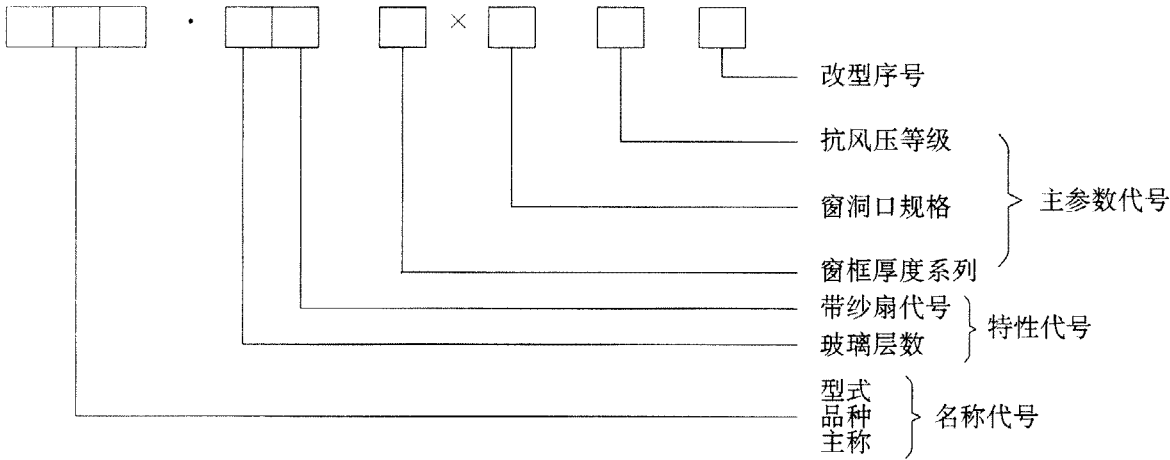 · ×
改型序号
抗风压等级
窗洞口规格
主参数代号
窗框厚度系列
带纱扇代号
特性代号
玻璃层数
型式
品种
名称代号
主称